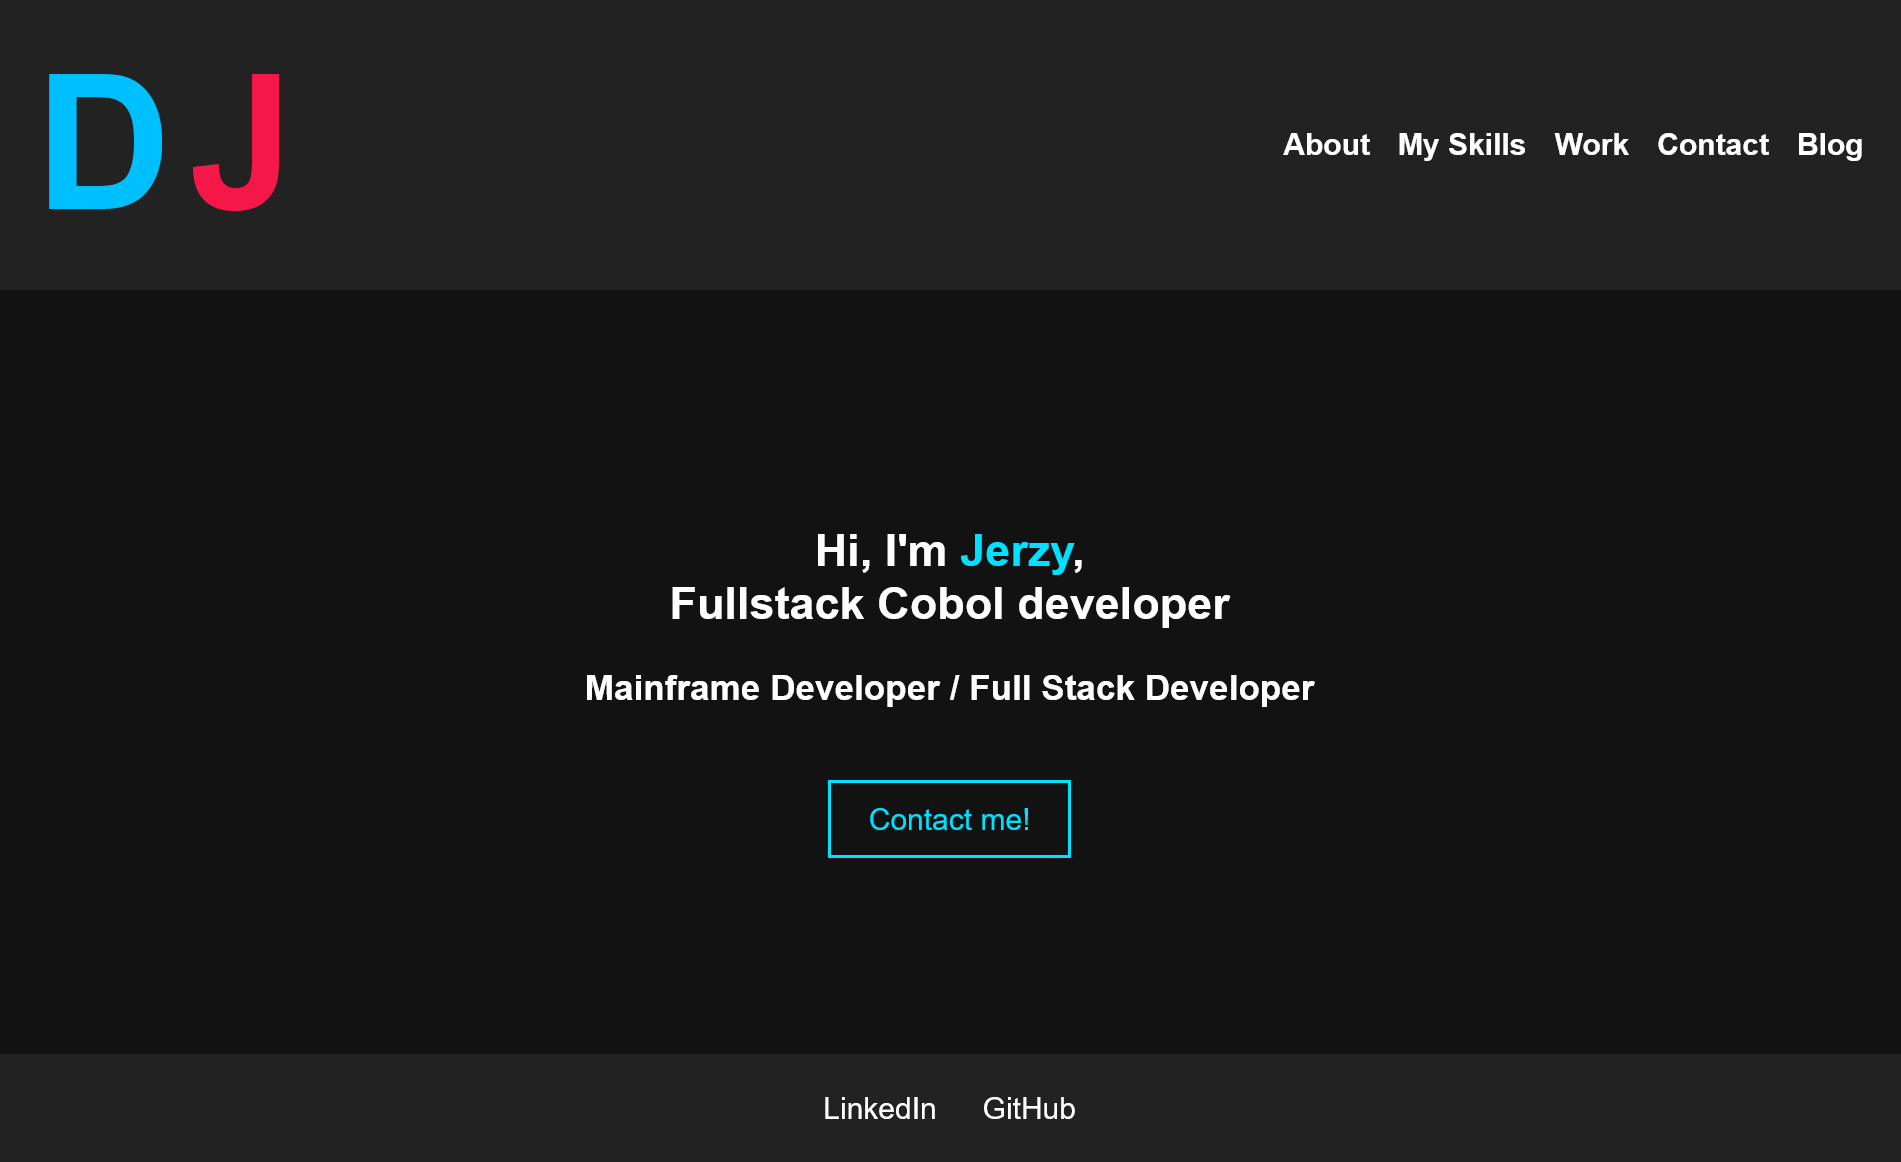 D J
About My Skills Work Contact Blog
Hi, I'm Jerzy,
Fullstack Cobol developer
Mainframe Developer / Full Stack Developer
Contact me!
LinkedIn GitHub